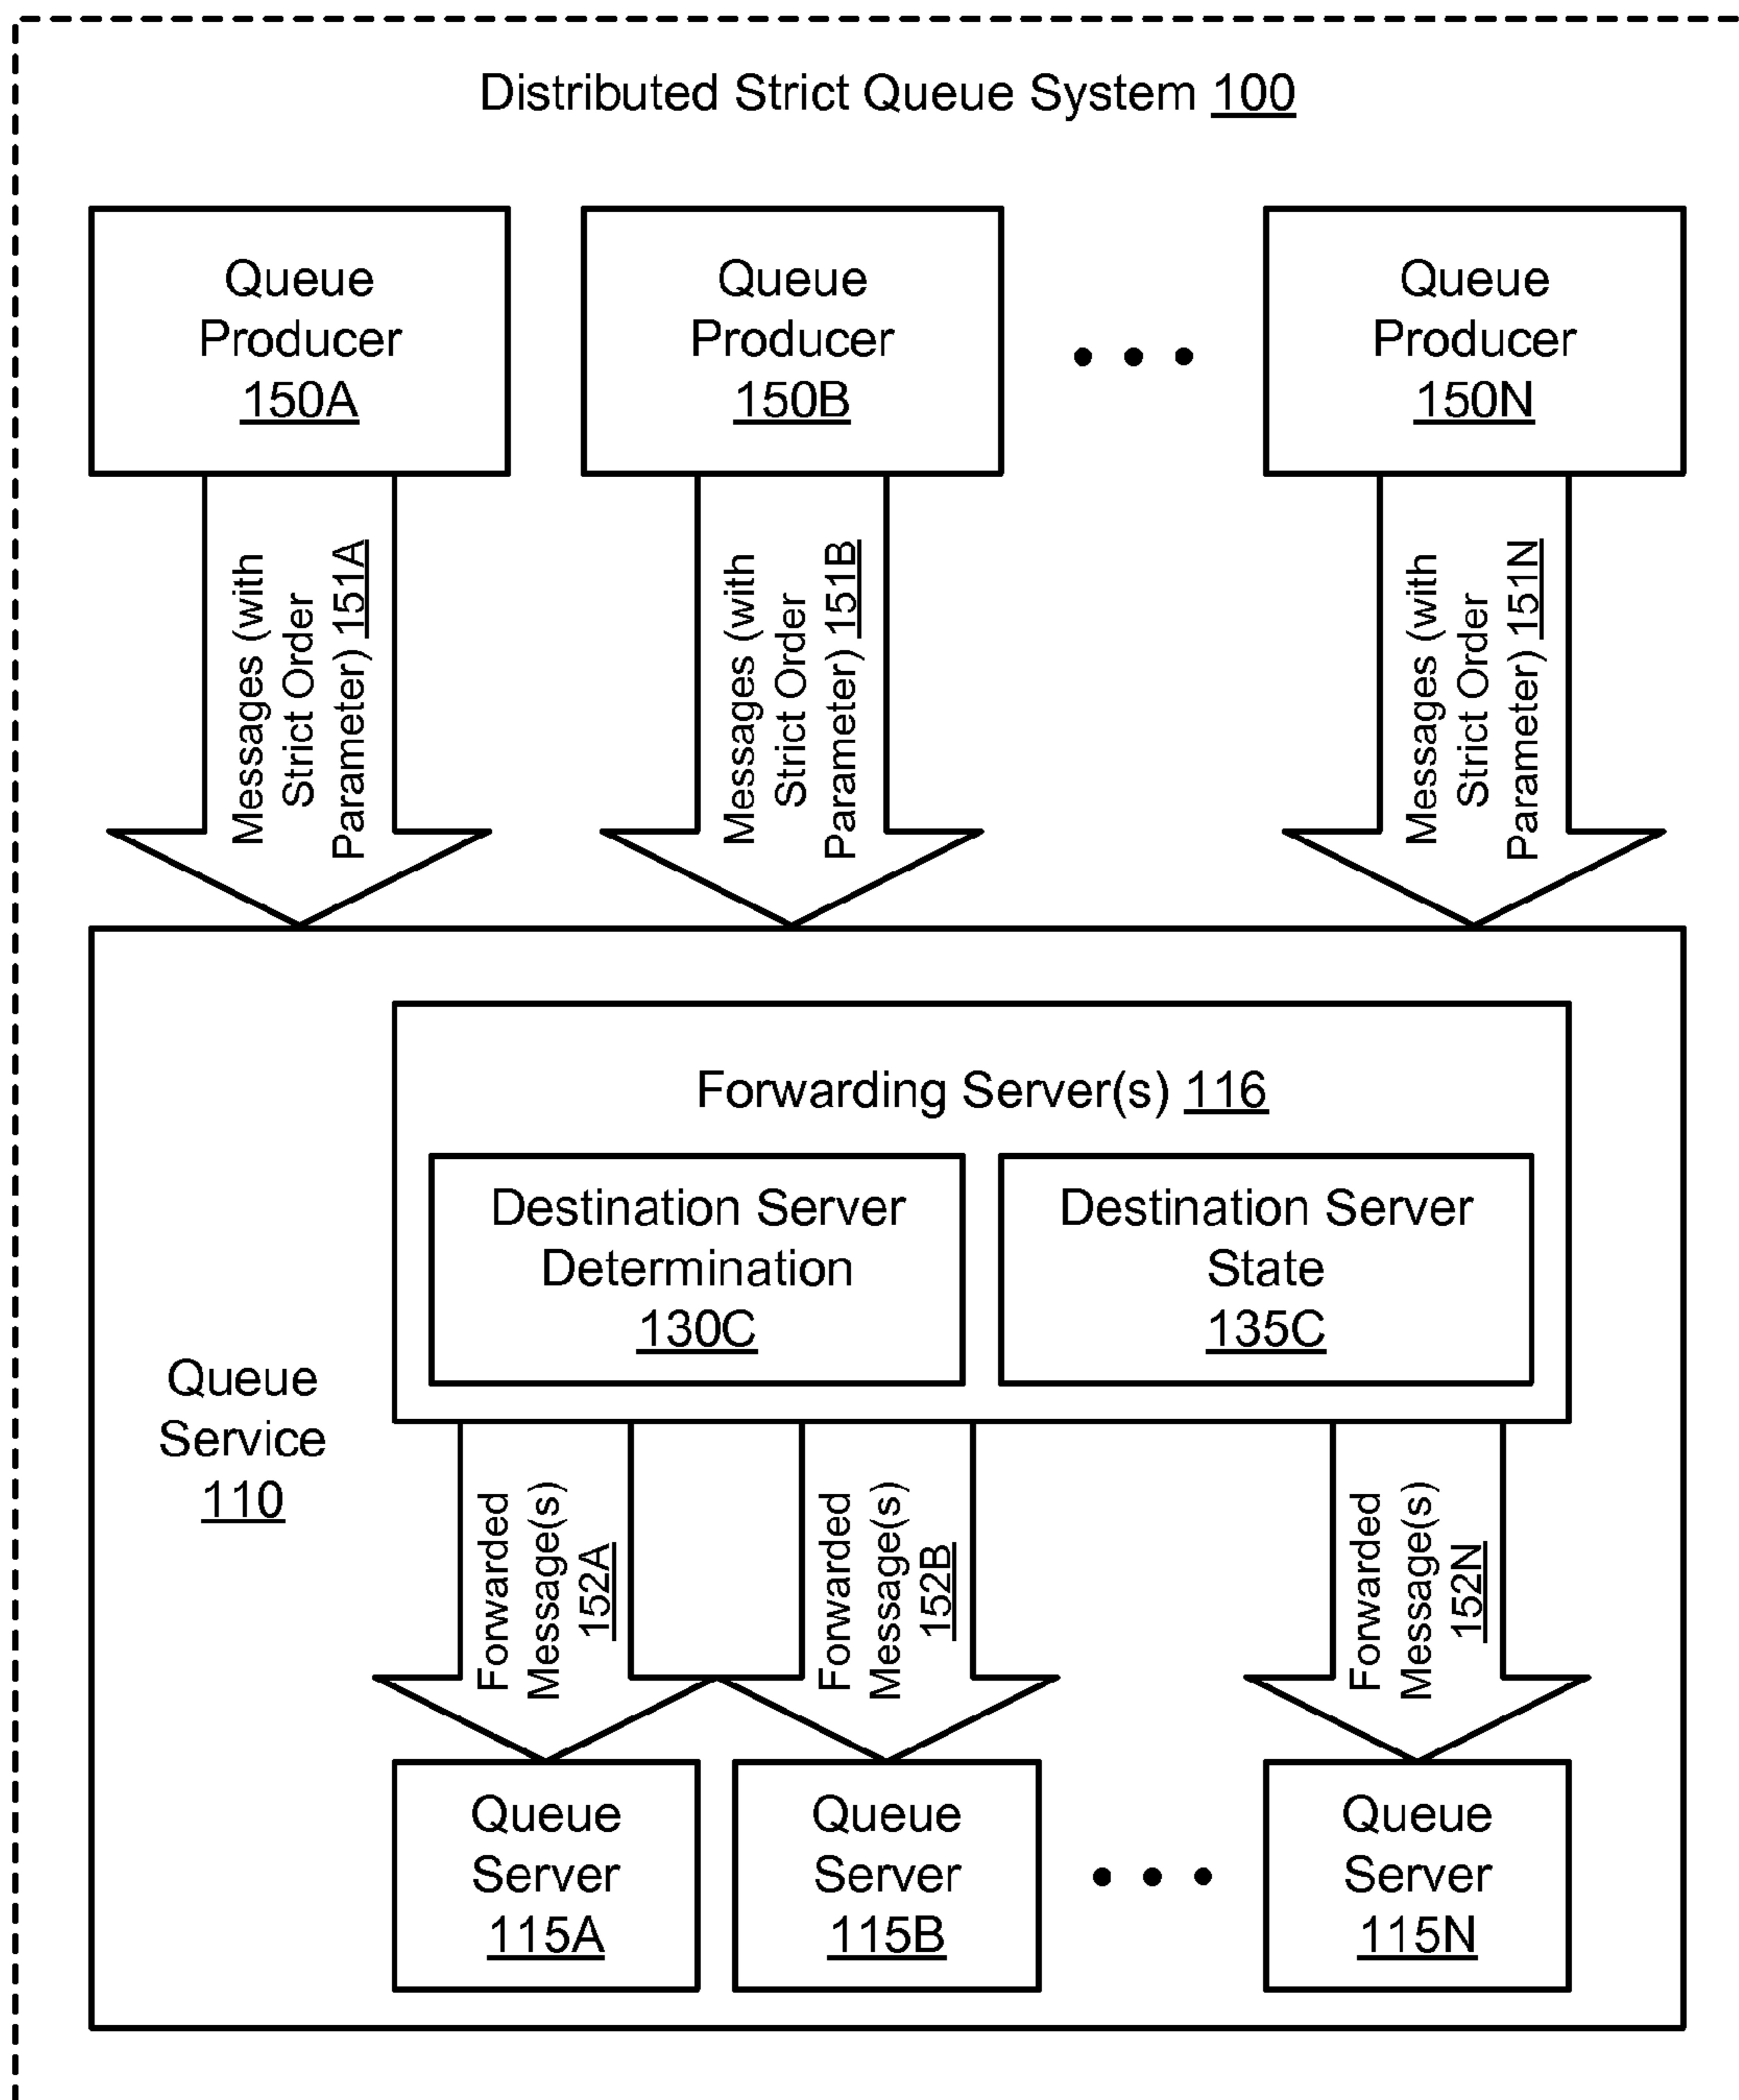 Distributed Strict Queue System 100
Queue
Producer
150A
Queue
Producer
150B
Queue
Producer
150N
Messages (with
Strict Order
Parameter) 151A
Messages (with
Strict Order
Parameter) 151B
Messages (with
Strict Order
Parameter) 151N
Forwarding Server(s) 116
Destination Server
Determination
130C
Destination Server
State
135C
Queue
Service
110
Forwarded
Message(s)
152A
Forwarded
Message(s)
152B
Forwarded
Message(s)
152N
Queue
Server
115A
Queue
Server
115B
Queue
Server
115N